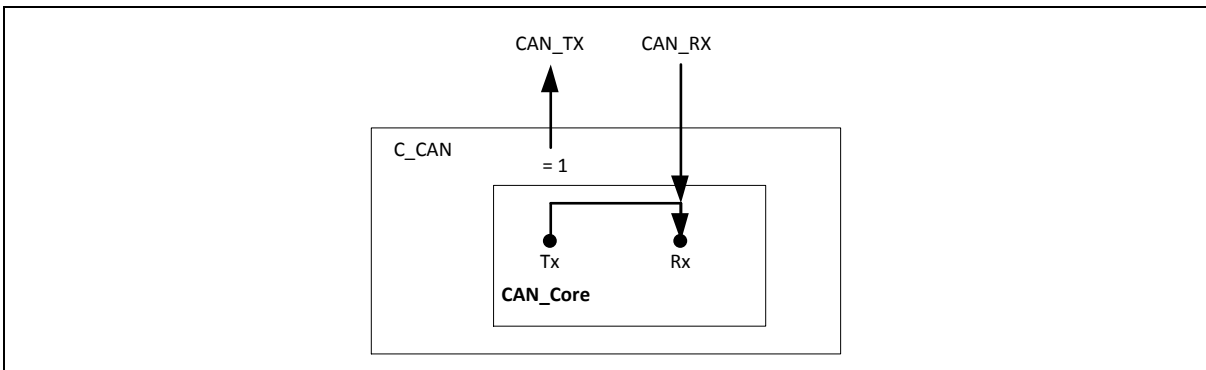 CAN_TX CAN_RX
C_CAN
= 1
Tx Rx
CAN_Core